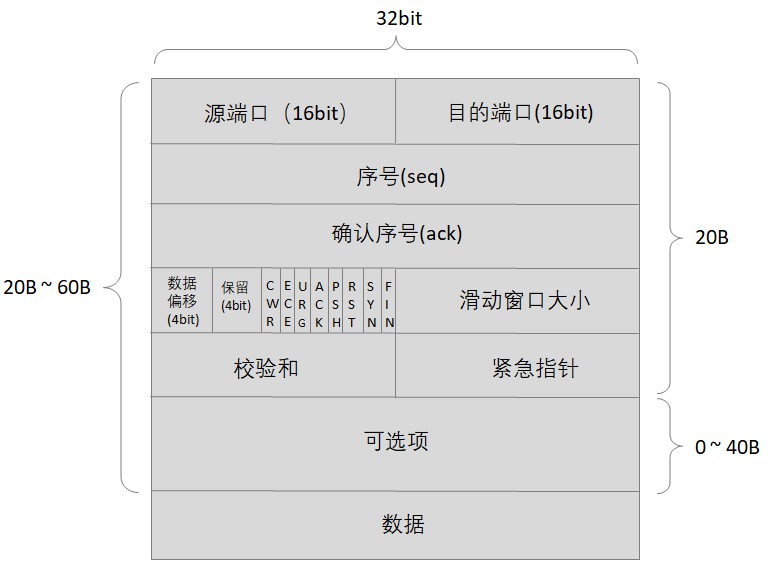 32bit
源端口（16bit）
目的端口(16bit)
序号(seq)
确认序号(ack)
20B
20B ~ 60B
数据
偏移
(4bit)
保留
(4bit)
CWR
ECE
URG
ACK
PSH
RST
SYN
FIN
滑动窗口大小
校验和
紧急指针
可选项
0 ~ 40B
数据